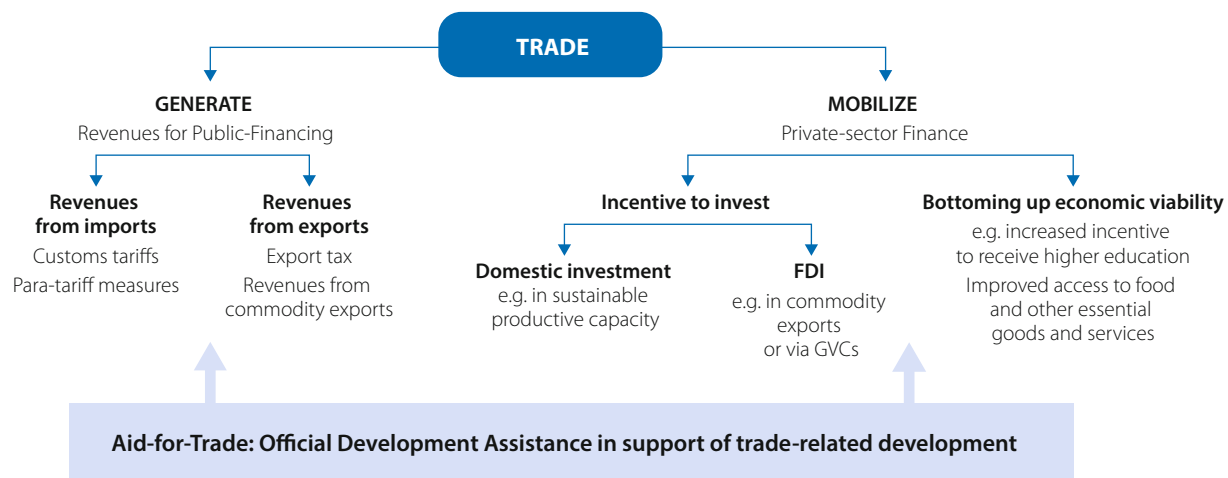 TRADE
GENERATE
Revenues for Public-Financing
MOBILIZE
Private-sector Finance
Revenues
from imports
Customs tariffs
Para-tariff measures
Revenues
from exports
Export tax
Revenues from
commodity exports
Incentive to invest
Domestic investment
e.g. in sustainable
productive capacity
FDI
e.g. in commodity
exports
or via GVCs
Bottoming up economic viability
e.g. increased incentive
to receive higher education
Improved access to food
and other essential
goods and services
Aid-for-Trade: Official Development Assistance in support of trade-related development